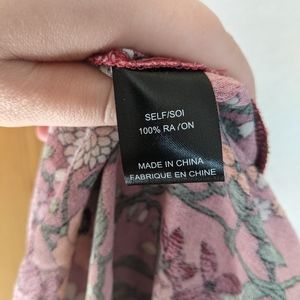 SELF/SOI
100% RAYON
MADE IN CHINA
FABRIQUE EN CHINE